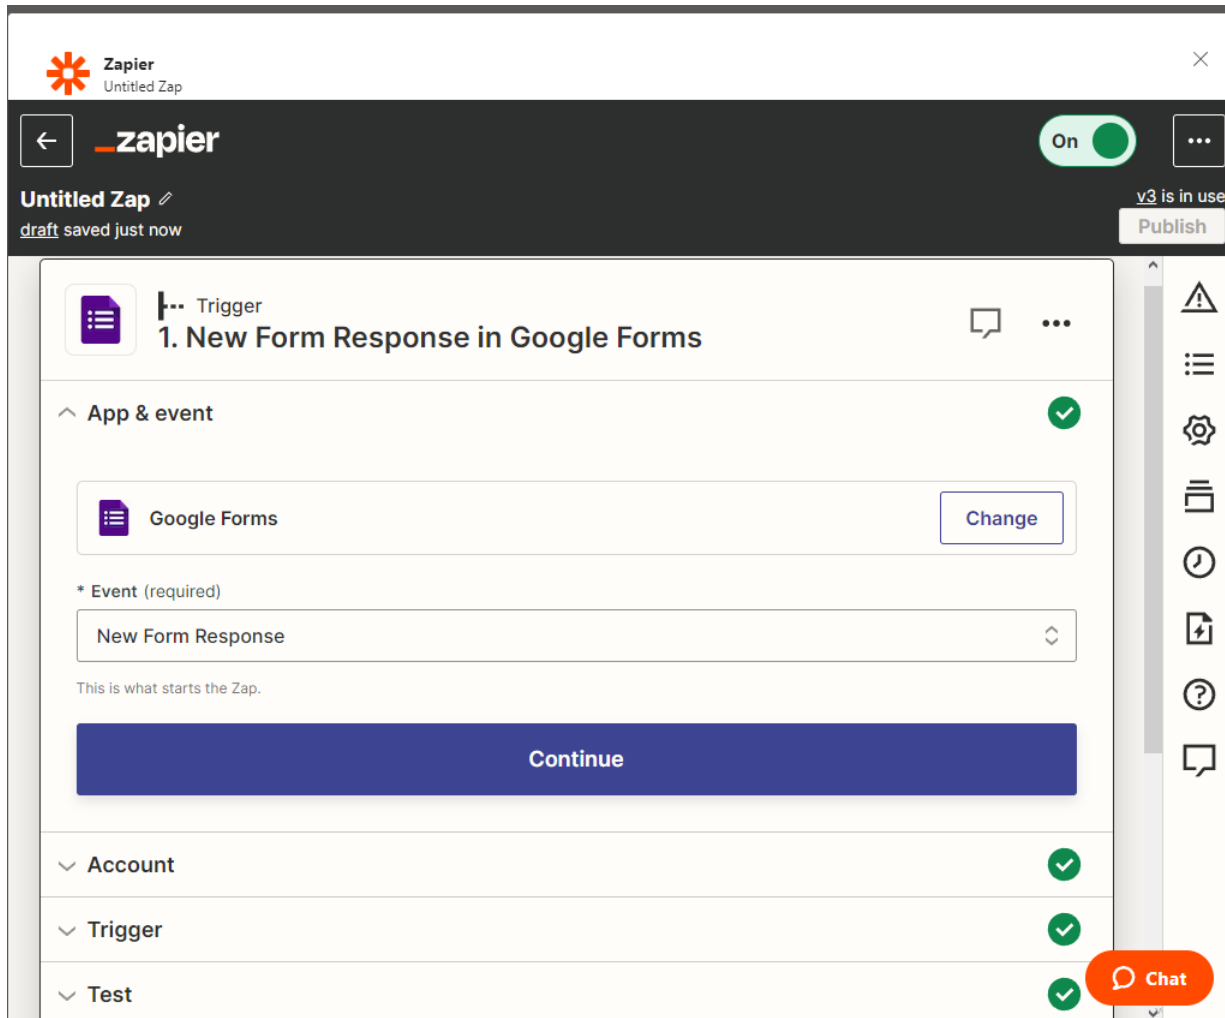 Zapier
Untitled Zap
zapier
On
Untitled Zap
v3 is in use
draft saved just now
Publish
Trigger
1. New Form Response in Google Forms
App & event
Google Forms
Change
* Event (required)
New Form Response
This is what starts the Zap.
Continue
Account
Trigger
Test
Chat